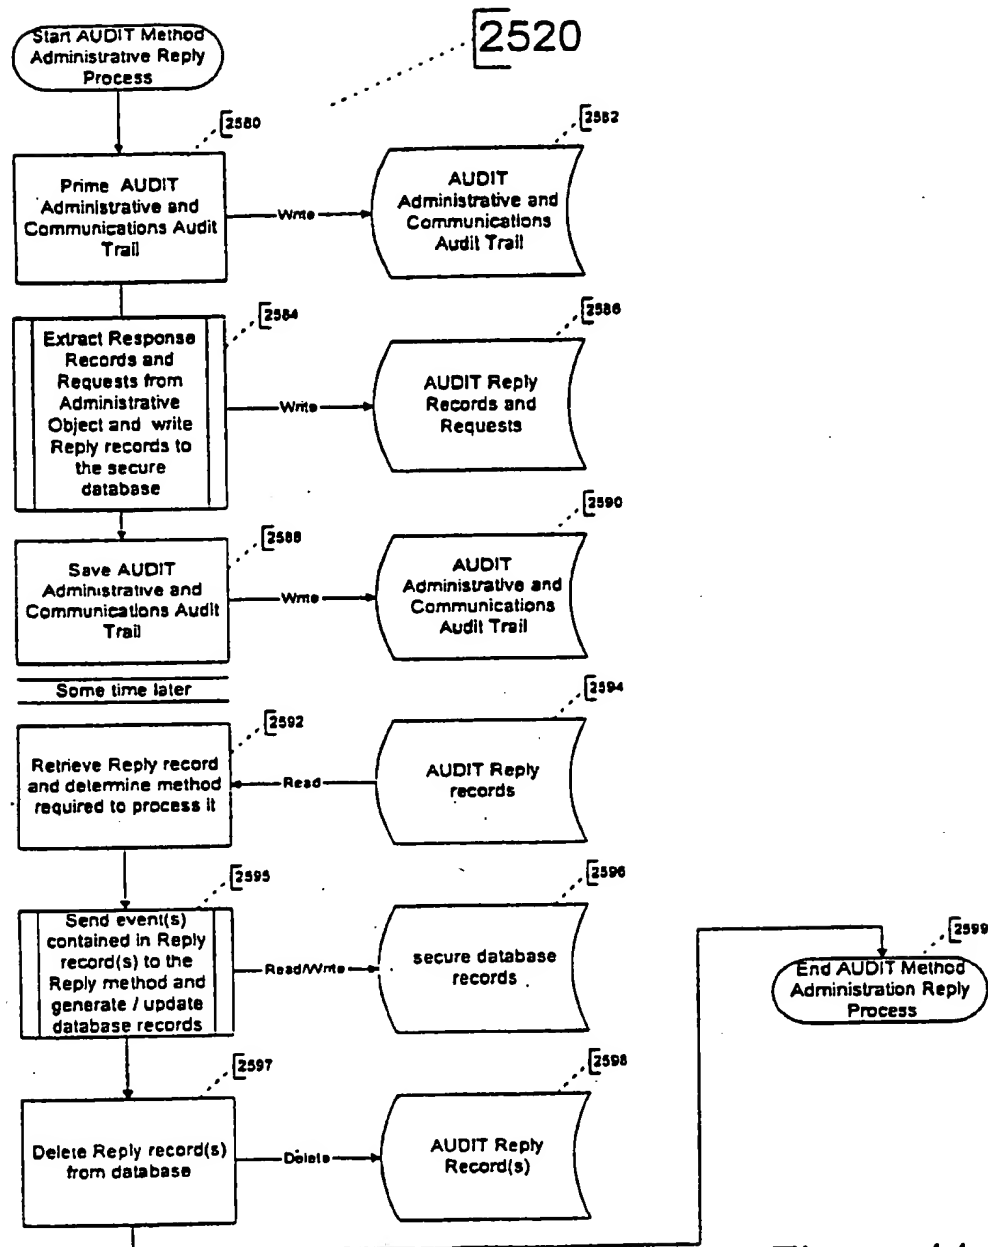 Start AUDIT Method
Administrative Reply
Process
2520
2580
2582
Prime AUDIT
Administrative and
Communications Audit
Trail
Write
AUDIT
Administrative and
Communications
Audit Trail
2584
2586
Extract Response
Records and
Requests from
Administrative
Object and write
Reply records to
the secure
database
Write
AUDIT Reply
Records and
Requests
2588
2590
Save AUDIT
Administrative and
Communications Audit
Trail
Write
AUDIT
Administrative and
Communications
Audit Trail
Some time later
2592
2594
Retrieve Reply record
and determine method
required to process it
Read
AUDIT Reply
records
2595
2596
Send event(s)
contained in Reply
record(s) to the
Reply method and
generate / update
database records
Read/Write
secure database
records
2599
End AUDIT Method
Administration Reply
Process
2597
2598
Delete Reply record(s)
from database
Delete
AUDIT Reply
Record(s)